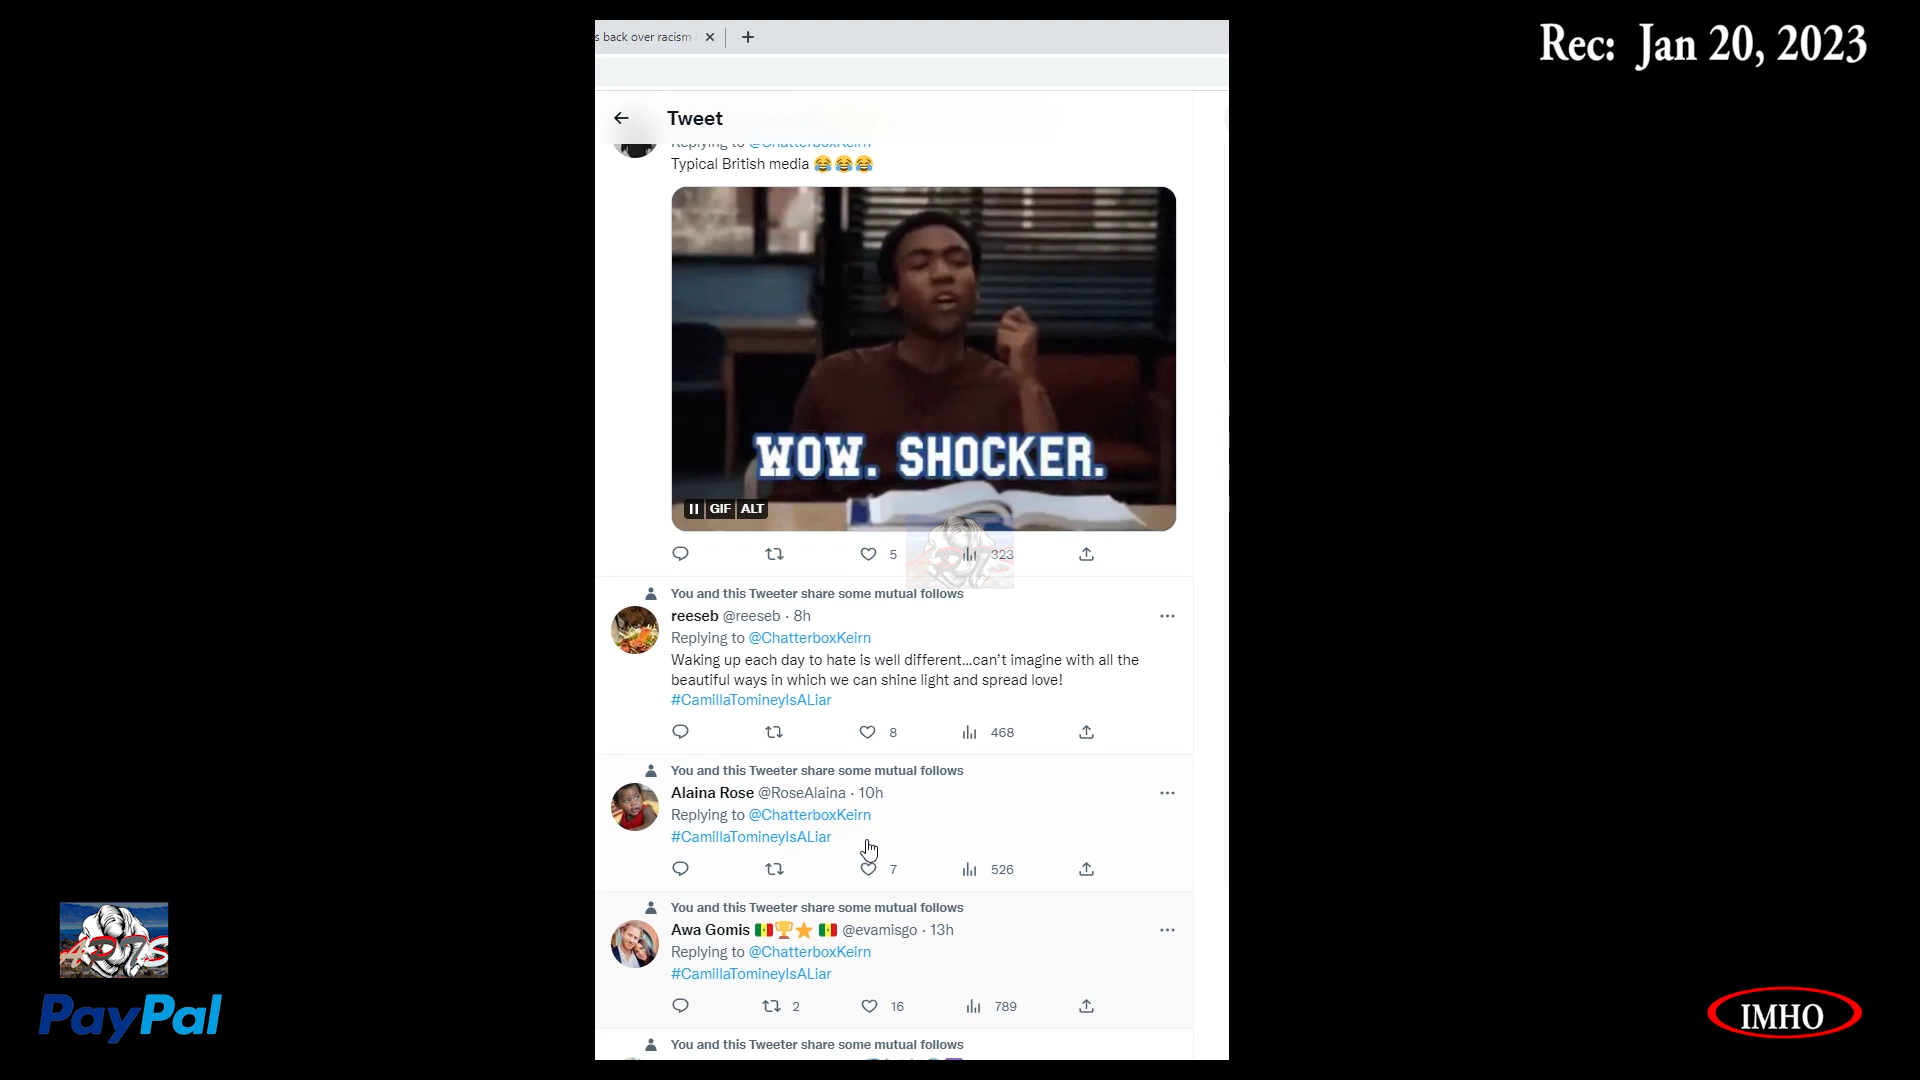 Rec: Jan 20, 2023
s back over racism
Tweet
Replying to @ChatterboxKeirn
Typical British media 😂😂😂
WOW. SHOCKER.
GIF ALT
5 323
You and this Tweeter share some mutual follows
reeseb @reeseb · 8h
Replying to @ChatterboxKeirn
Waking up each day to hate is well different...can't imagine with all the
beautiful ways in which we can shine light and spread love!
#CamillaTomineyIsALiar
8 468
You and this Tweeter share some mutual follows
Alaina Rose @RoseAlaina · 10h
Replying to @ChatterboxKeirn
#CamillaTomineyIsALiar
7 526
You and this Tweeter share some mutual follows
Awa Gomis 🇸🇳🏆⭐ 🇸🇳 @evamisgo · 13h
Replying to @ChatterboxKeirn
#CamillaTomineyIsALiar
2 16 789
You and this Tweeter share some mutual follows
PayPal
IMHO